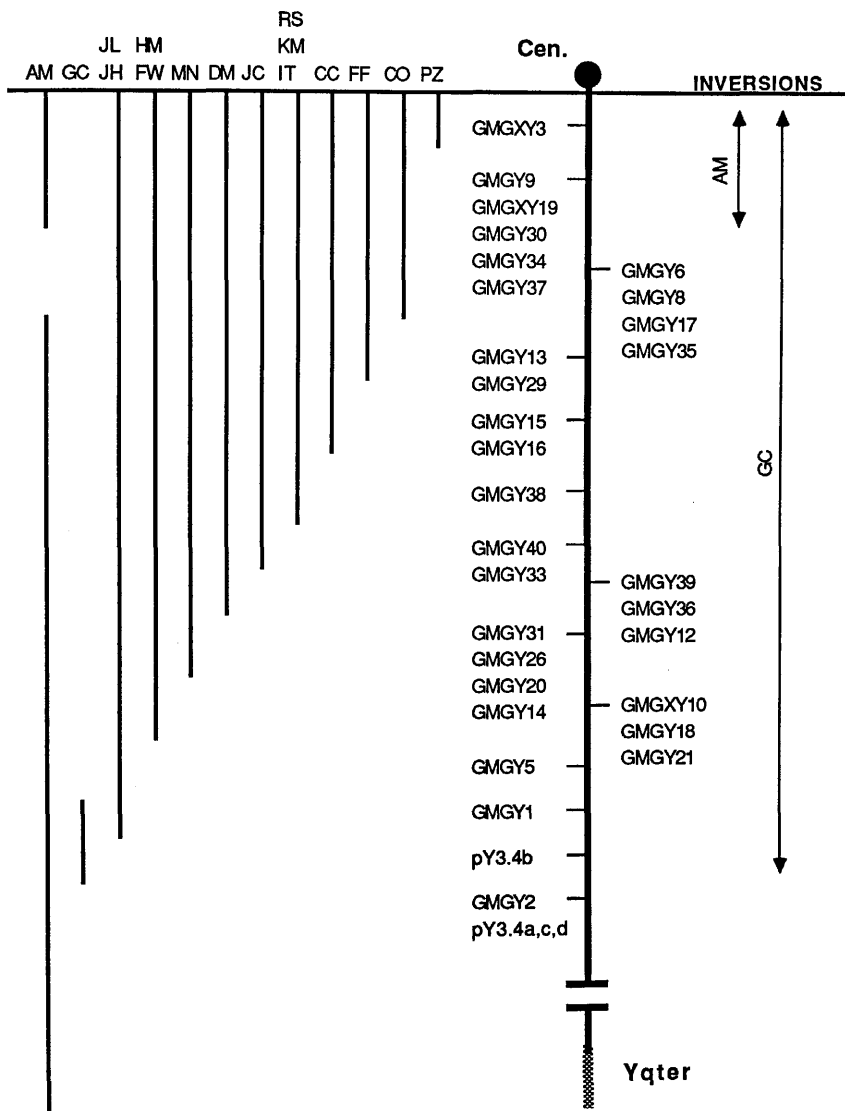 RS
JL HM KM Cen.
AM GC JH FW MN DM JC IT CC FF CO PZ INVERSIONS
GMGXY3
AM
GMGY9
GMGXY19
GMGY30
GMGY34 GMGY6
GMGY37 GMGY8
GMGY17
GMGY13 GMGY35
GMGY29
GMGY15
GMGY16
GC
GMGY38
GMGY40
GMGY33 GMGY39
GMGY36
GMGY31 GMGY12
GMGY26
GMGY20
GMGY14 GMGXY10
GMGY18
GMGY5 GMGY21
GMGY1
pY3.4b
GMGY2
pY3.4a,c,d
Yqter